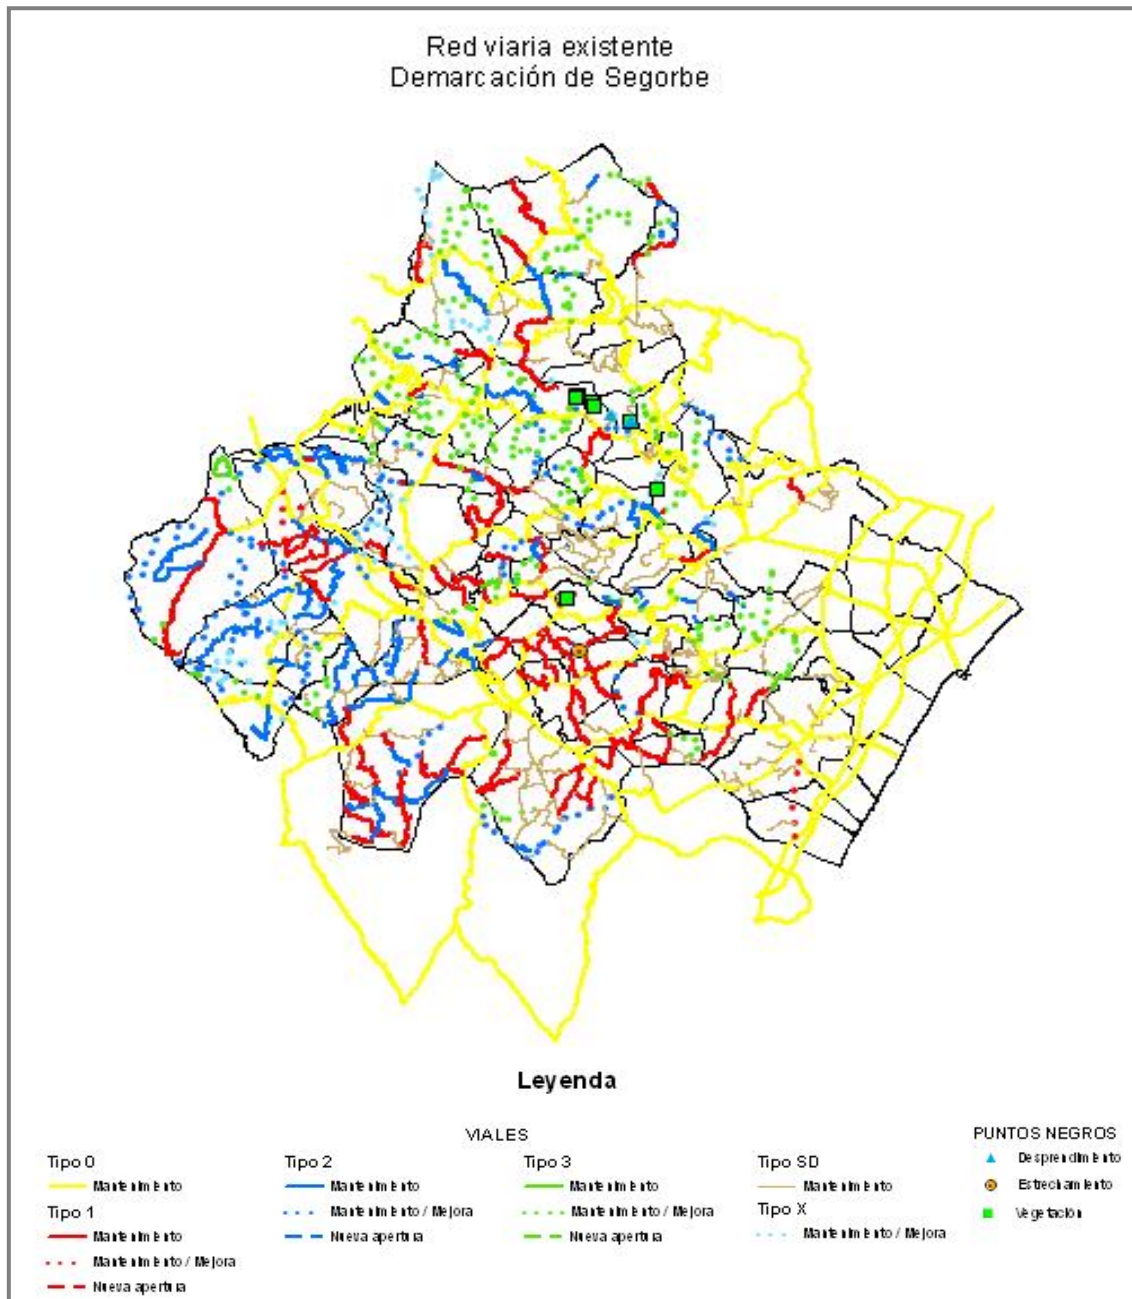 Red viaria existente
Demarcación de Segorbe
Leyenda
VIALES
PUNTOS NEGROS
Tipo 0
Tipo 2
Tipo 3
Tipo SD
Desprendimiento
Mantenimiento
Mantenimiento
Mantenimiento
Mantenimiento
Estrechamiento
Tipo 1
Mantenimiento / Mejora
Mantenimiento / Mejora
Tipo X
Vegetación
Mantenimiento
Nueva apertura
Nueva apertura
Mantenimiento / Mejora
Mantenimiento / Mejora
Nueva apertura